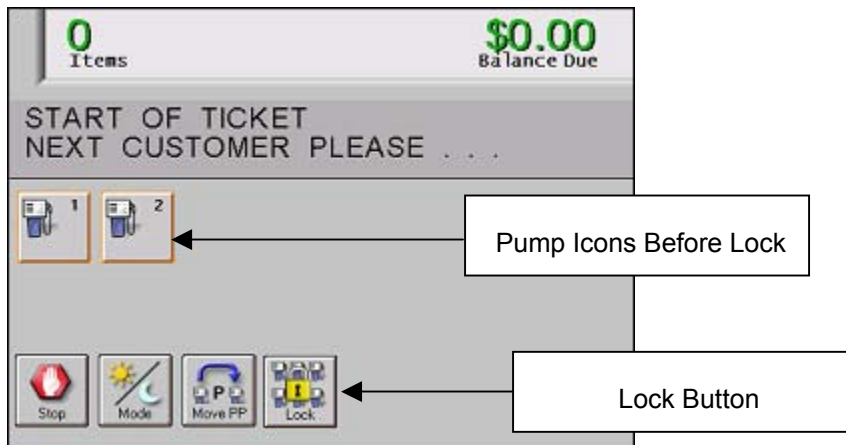 0 $0.00
Items Balance Due
START OF TICKET
NEXT CUSTOMER PLEASE . . .
1 2
Pump Icons Before Lock
P
Stop Mode Move PP Lock
Lock Button